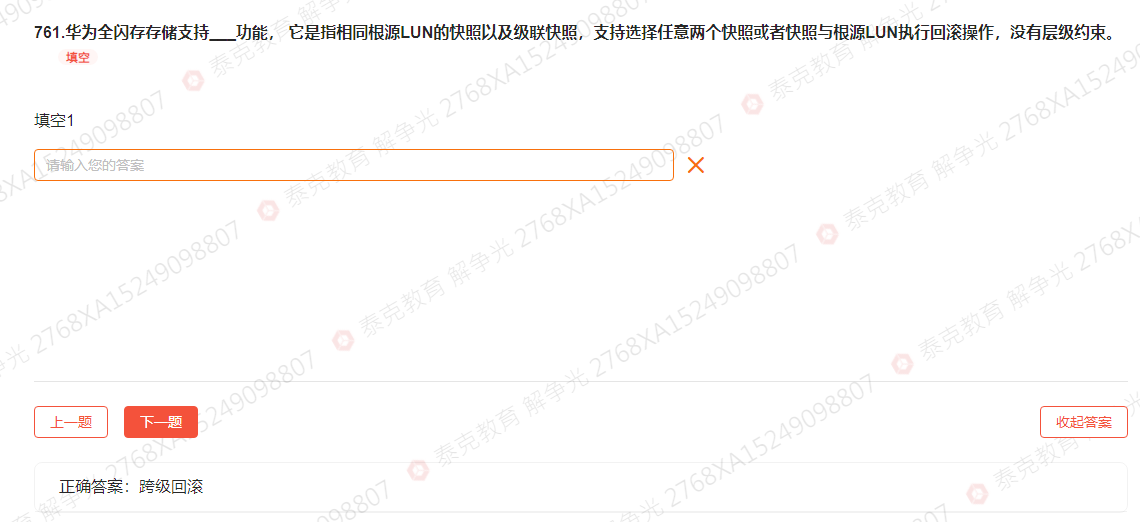 761.华为全闪存存储支持___功能， 它是指相同根源LUN的快照以及级联快照，支持选择任意两个快照或者快照与根源LUN执行回滚操作，没有层级约束。
填空
填空1
请输入您的答案
上一题 下一题 收起答案
正确答案：跨级回滚
泰克教育 解争光 2768XA15249098807